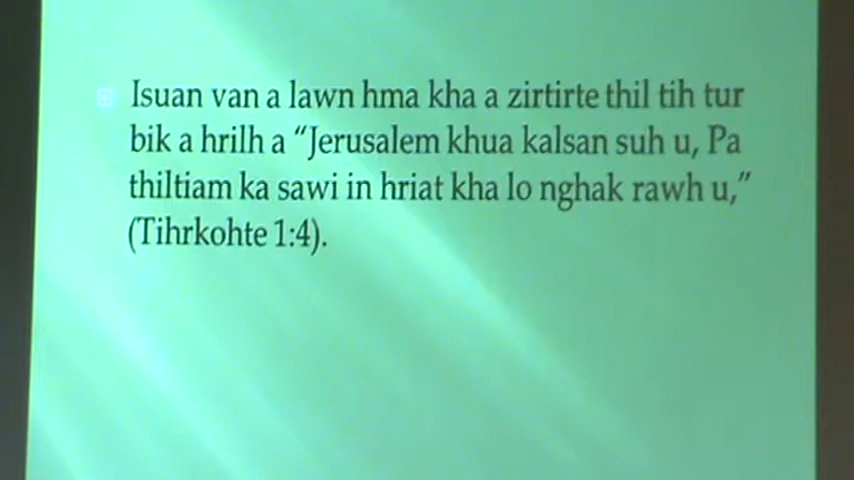 Isuan van a lawn hma kha a zirtirte thil tih tur
bik a hrilh a “Jerusalem khua kalsan suh u, Pa
thiltiam ka sawi in hriat kha lo nghak rawh u,”
(Tihrkohte 1:4).